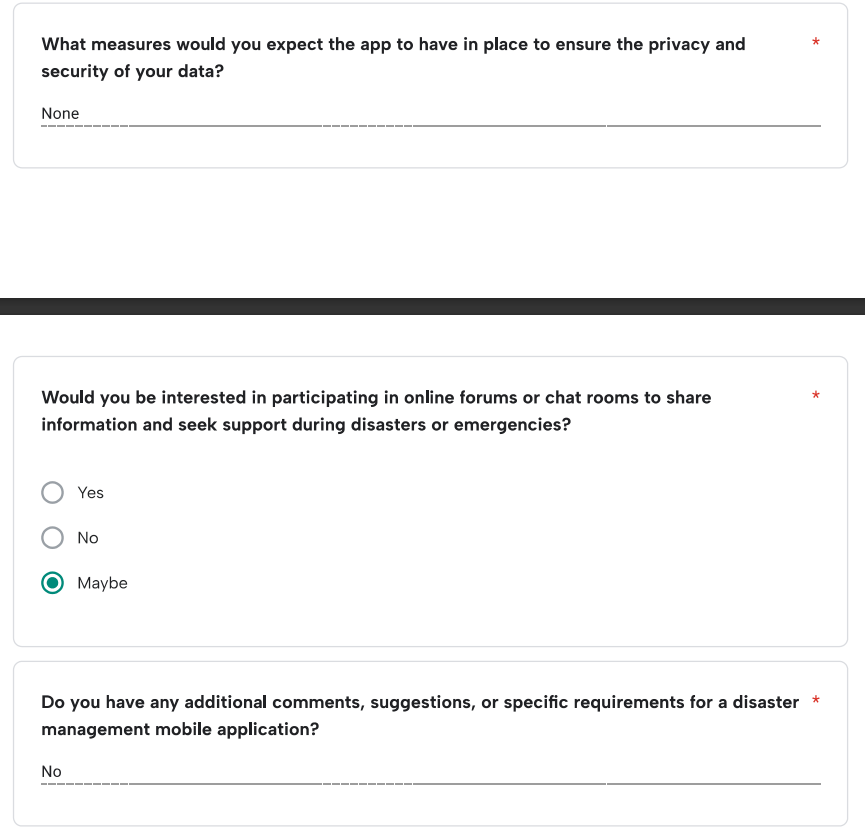 What measures would you expect the app to have in place to ensure the privacy and *
security of your data?
None
Would you be interested in participating in online forums or chat rooms to share *
information and seek support during disasters or emergencies?
Yes
No
Maybe
Do you have any additional comments, suggestions, or specific requirements for a disaster *
management mobile application?
No